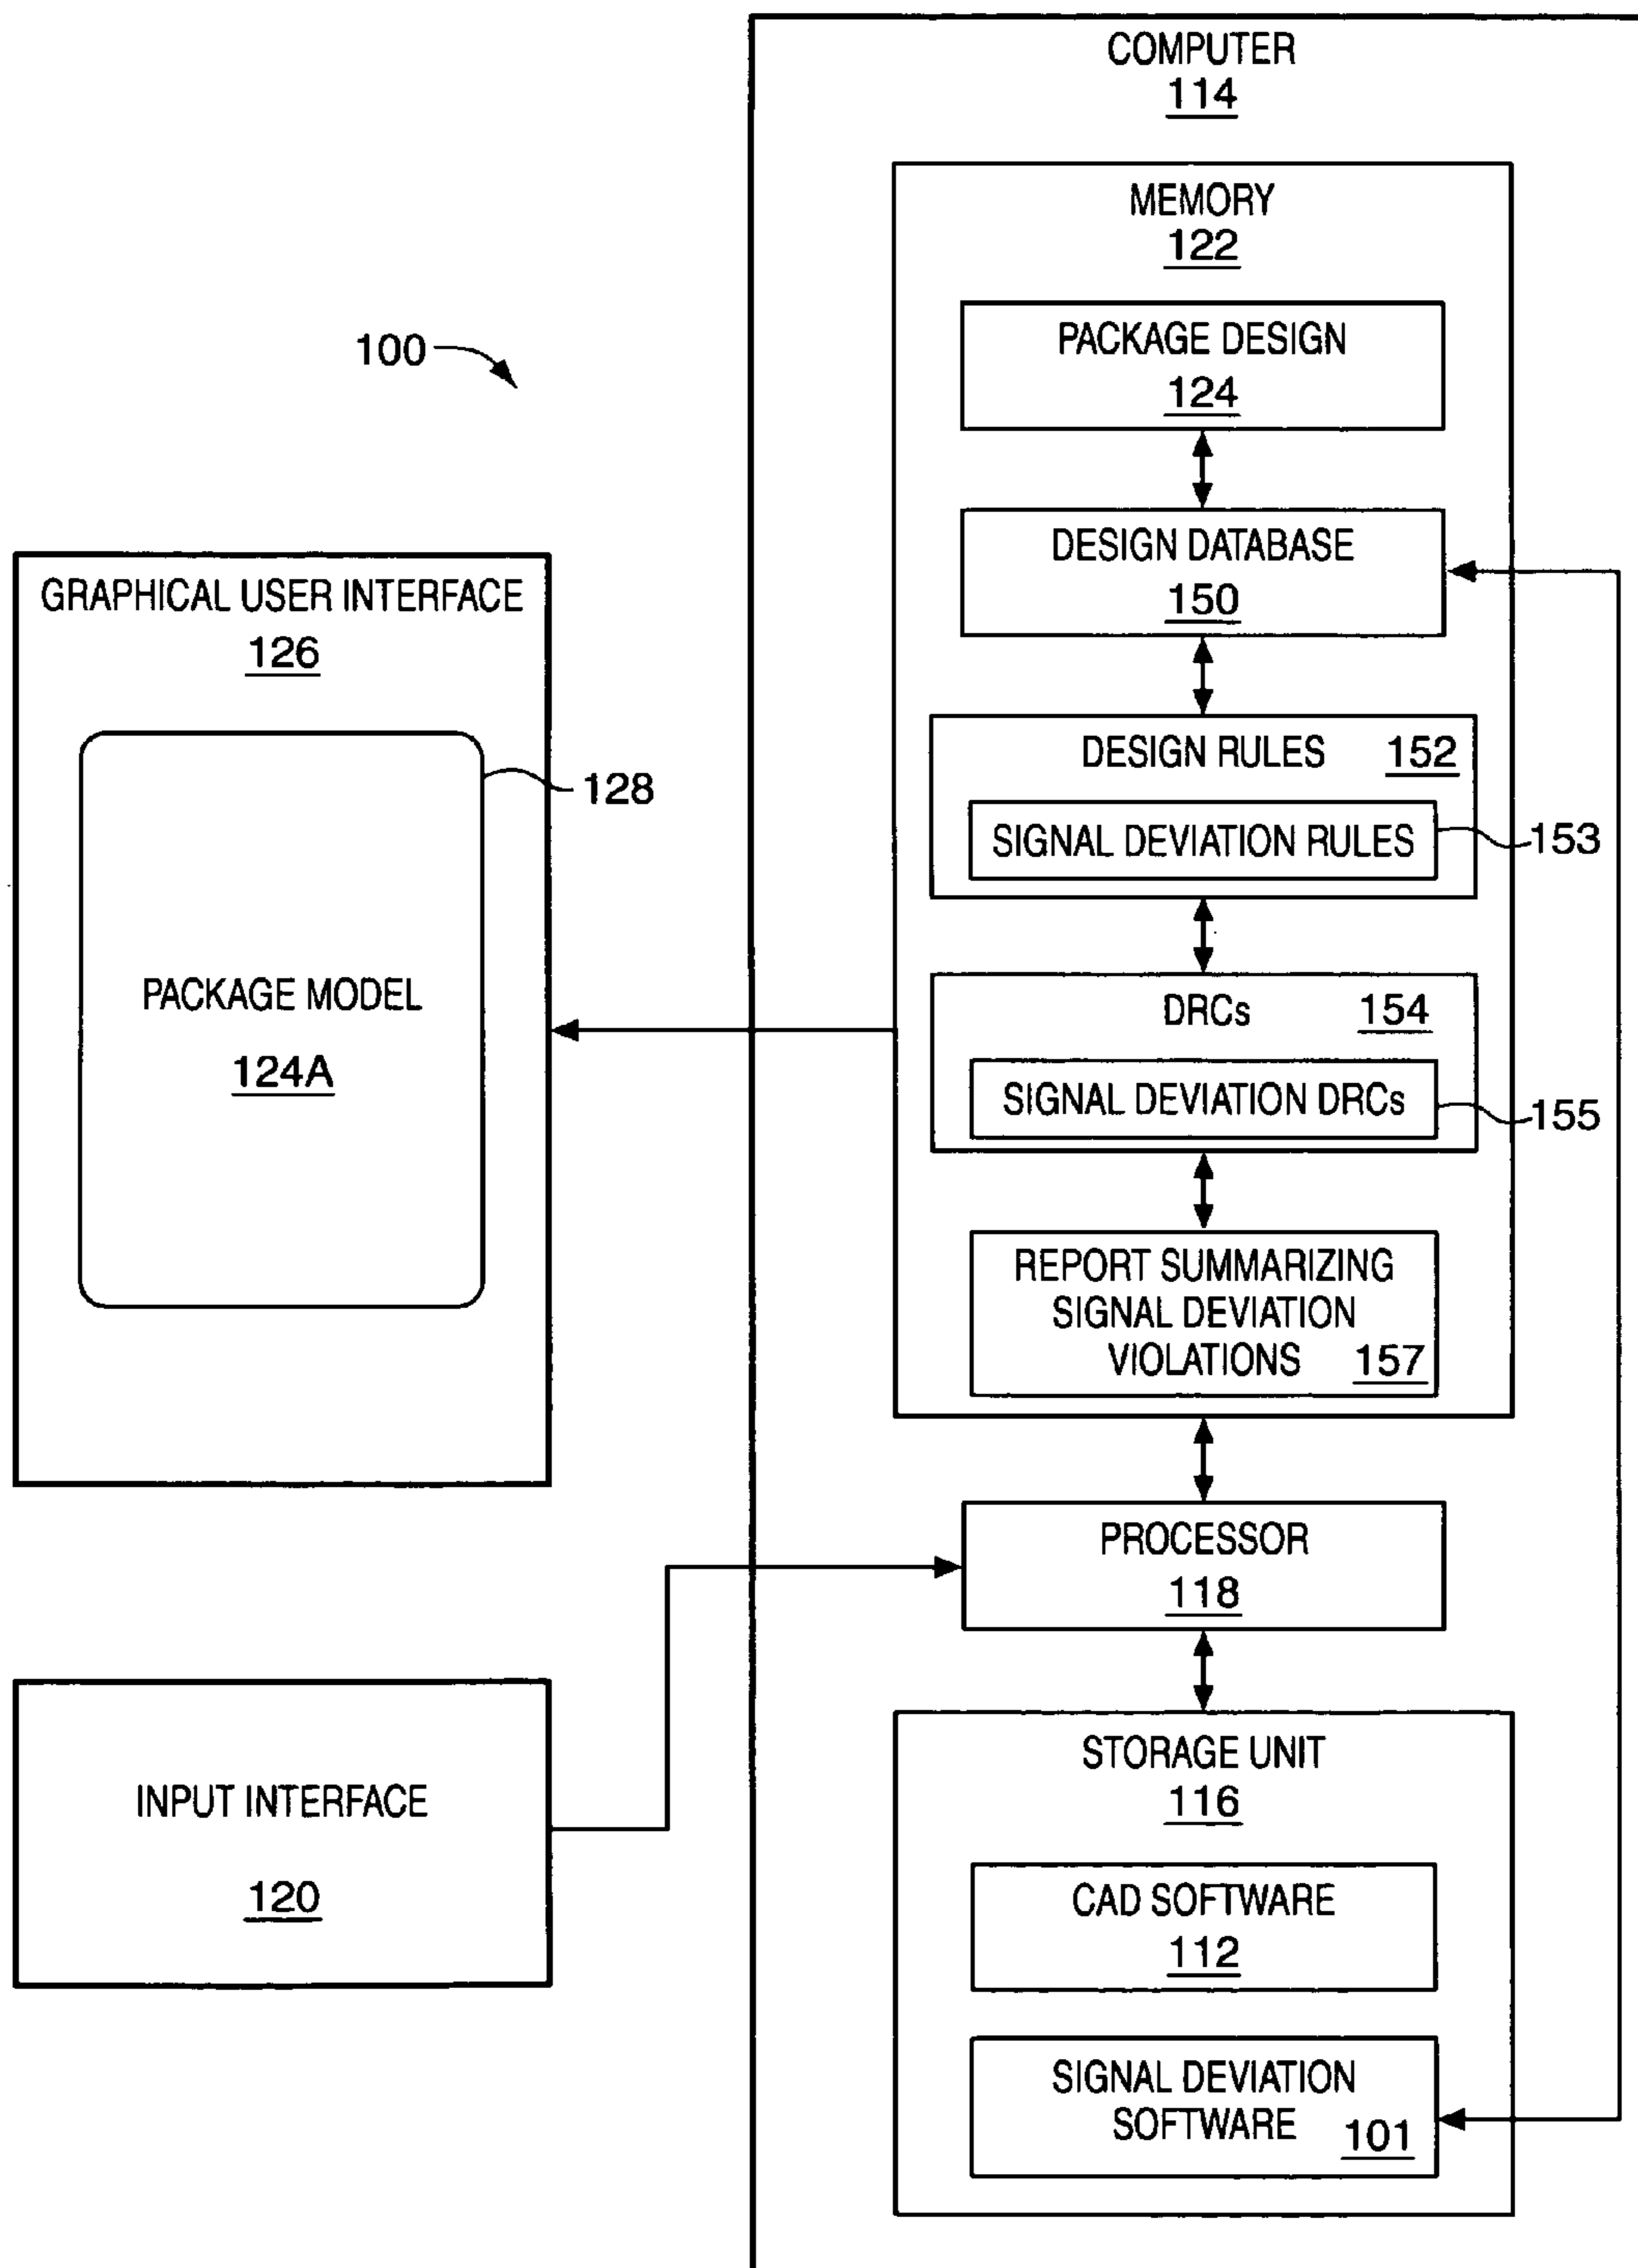 COMPUTER
114
MEMORY
122
PACKAGE DESIGN
124
100
DESIGN DATABASE
150
GRAPHICAL USER INTERFACE
126
DESIGN RULES 152
128
SIGNAL DEVIATION RULES
153
PACKAGE MODEL
124A
DRCs 154
SIGNAL DEVIATION DRCs
155
REPORT SUMMARIZING
SIGNAL DEVIATION
VIOLATIONS 157
PROCESSOR
118
STORAGE UNIT
116
INPUT INTERFACE
120
CAD SOFTWARE
112
SIGNAL DEVIATION
SOFTWARE 101